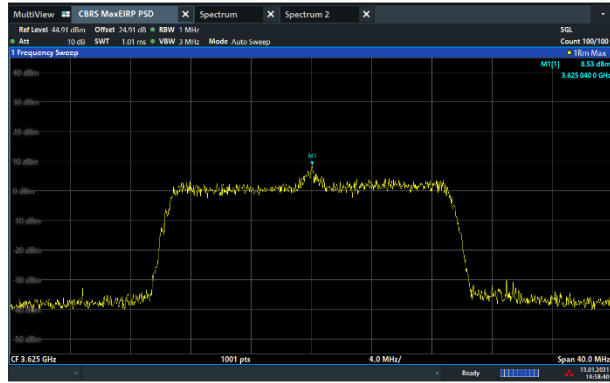 MultiView CBRS MaxEIRP PSD X Spectrum X Spectrum 2 X
Ref Level 44.91 dBm Offset 24.91 dB RBW 1 MHz SGL
Att 10 dB SWT 1.01 ms VBW 3 MHz Mode Auto Sweep Count 100/100
1 Frequency Sweep 1Rm Max
M1[1] 8.53 dBm
3.625 040 0 GHz
40 dBm
30 dBm
20 dBm
10 dBm
M1
0 dBm
-10 dBm
-20 dBm
-30 dBm
-40 dBm
-50 dBm
CF 3.625 GHz 1001 pts 4.0 MHz/ Span 40.0 MHz
Ready 13.01.2021
14:58:40